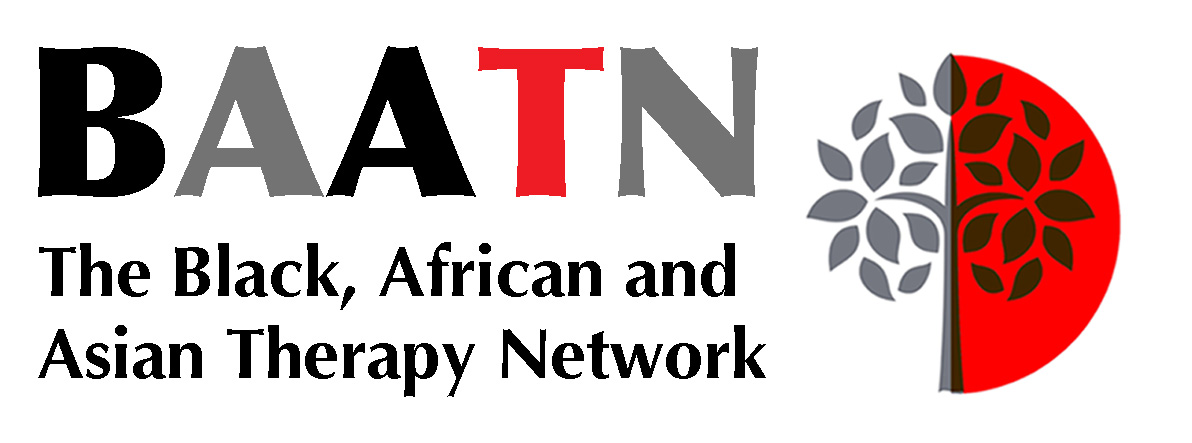 BAATN
The Black, African and
Asian Therapy Network